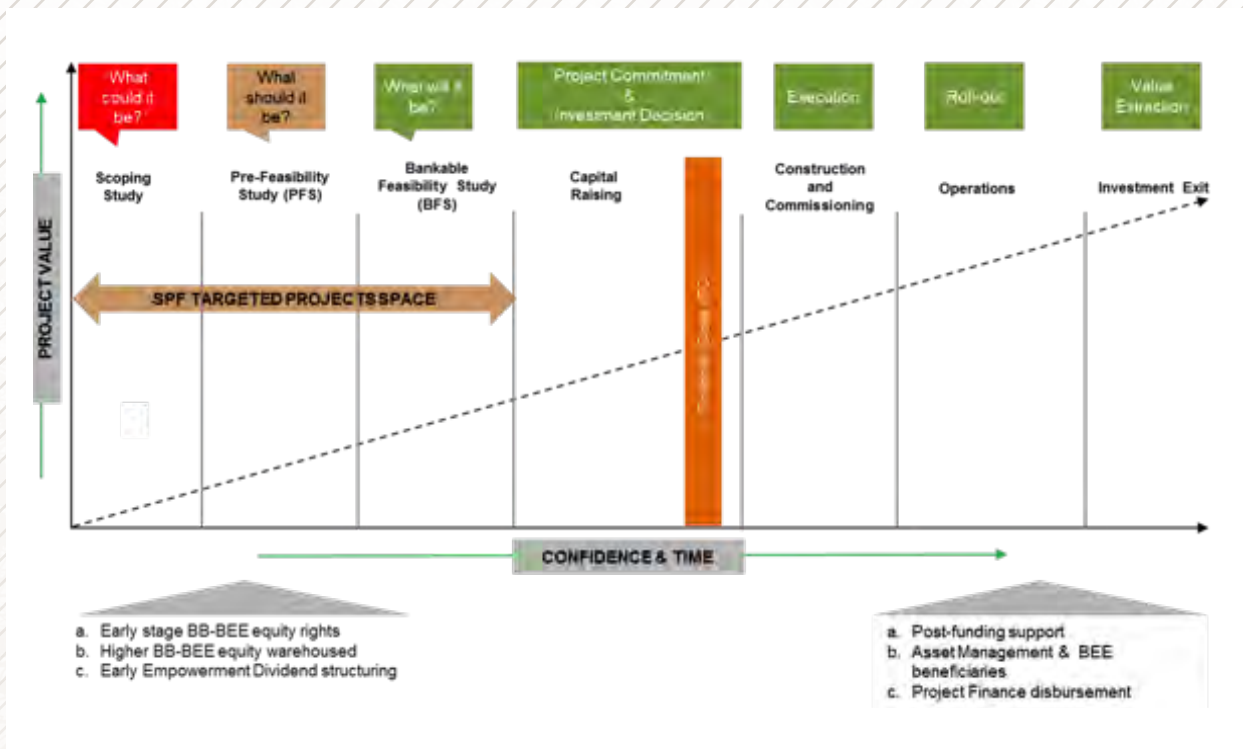 What
could it
be?
What
should it
be?
What will it
be?
Project Commitment
&
Investment Decision
Execution
Roll-out
Value
Extraction
Scoping
Study
Pre-Feasibility
Study (PFS)
Bankable
Feasibility Study
(BFS)
Capital
Raising
Construction
and
Commissioning
Operations
Investment Exit
PROJECT VALUE
SPF TARGETED PROJECTS SPACE
CONFIDENCE & TIME
a. Early stage BB-BEE equity rights
b. Higher BB-BEE equity warehoused
c. Early Empowerment Dividend structuring
a. Post-funding support
b. Asset Management & BEE
beneficiaries
c. Project Finance disbursement